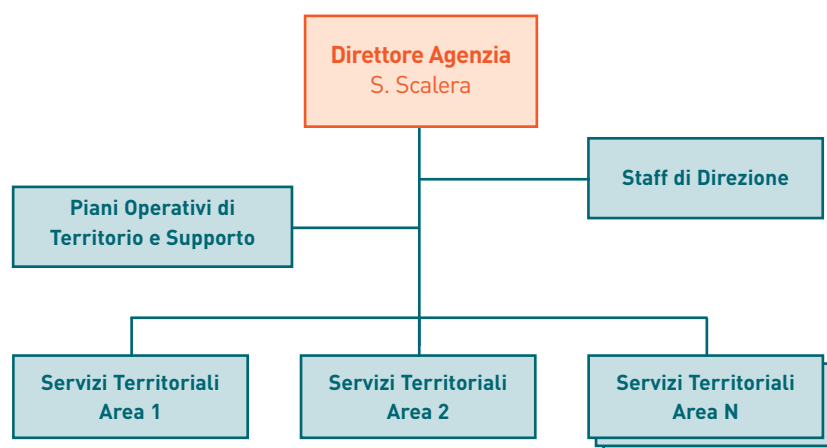 Direttore Agenzia
S. Scalera
Staff di Direzione
Piani Operativi di
Territorio e Supporto
Servizi Territoriali
Area 1
Servizi Territoriali
Area 2
Servizi Territoriali
Area N